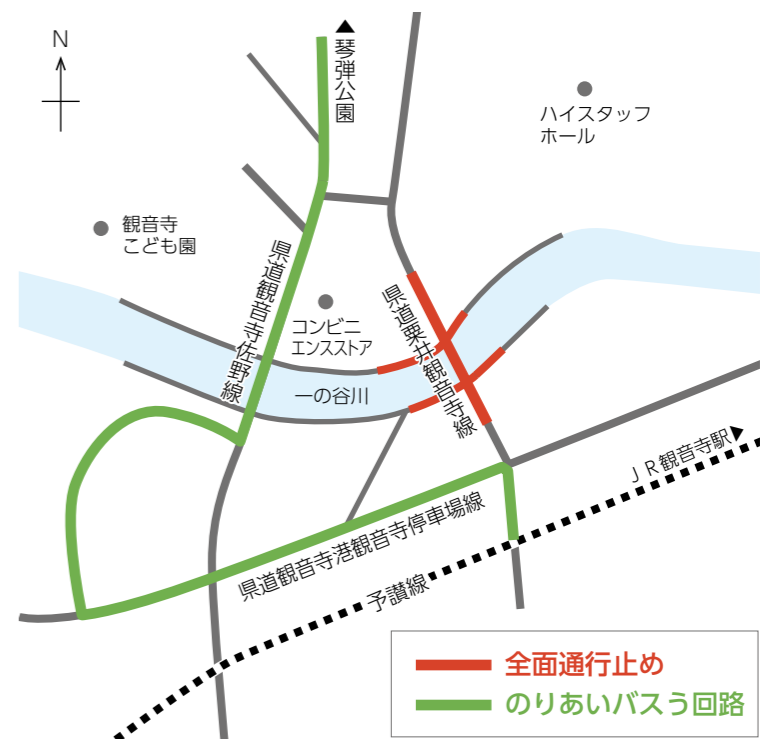 N
▲琴弾公園
ハイスタッフ
ホール
観音寺
こども園
県道観音寺佐野線
コンビニ
エンスストア
県道粟井観音寺線
一の谷川
JR観音寺駅▶
県道観音寺港観音寺停車場線
予讃線
全面通行止め
のりあいバスう回路